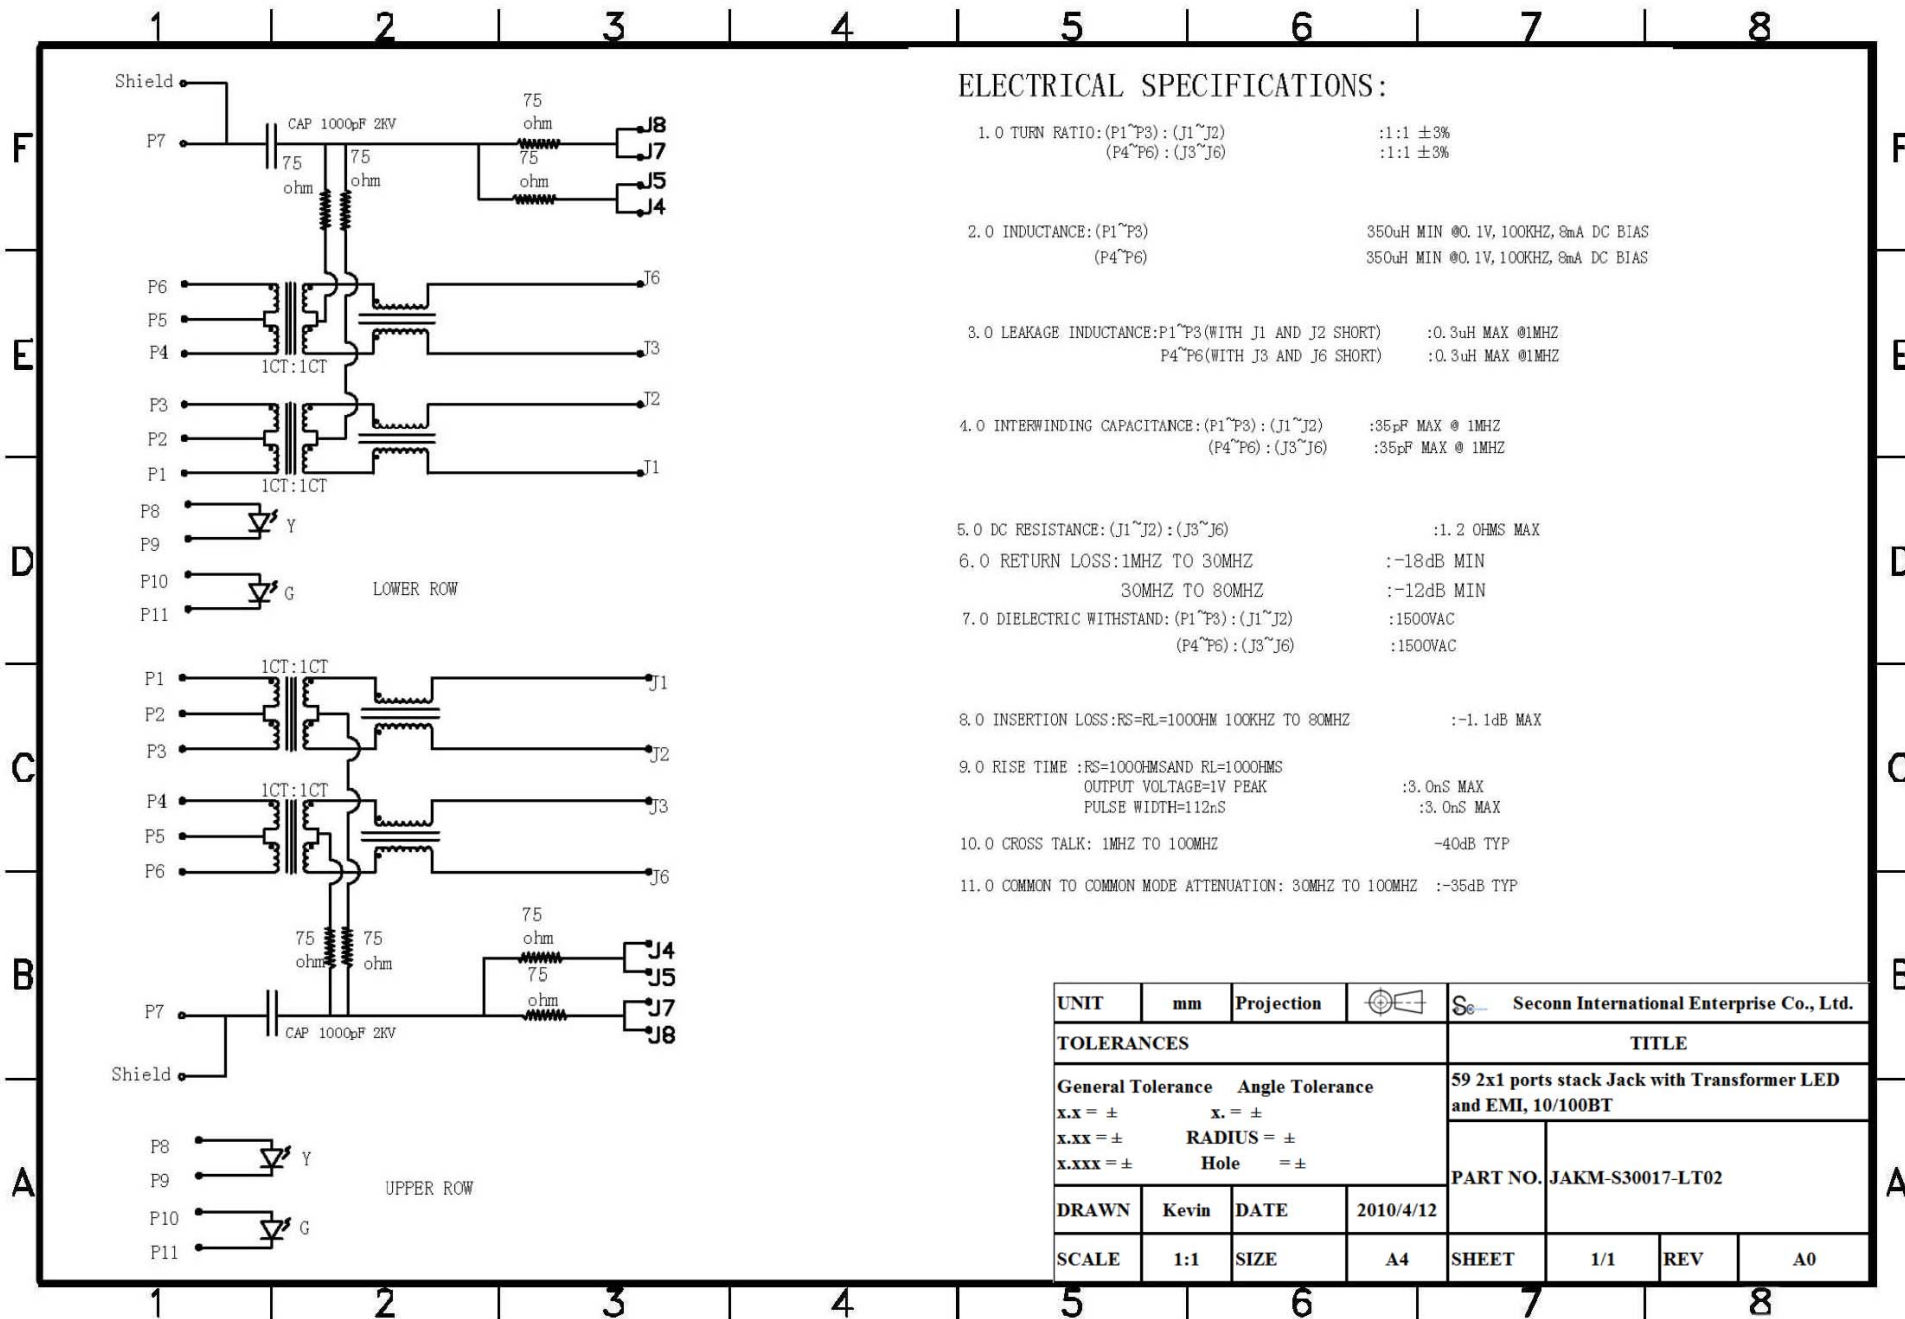 1 2 3 4 5 6 7 8
F
E
D
C
B
A
Shield
P7
CAP 1000pF 2KV
75
ohm
75
ohm
75
ohm
75
ohm
J8
J7
J5
J4
P6
P5
P4
1CT:1CT
J6
J3
P3
P2
P1
1CT:1CT
J2
J1
P8
P9
Y
P10
P11
G
LOWER ROW
1CT:1CT
P1
P2
P3
J1
J2
1CT:1CT
P4
P5
P6
J3
J6
75
ohm
75
ohm
75
ohm
75
ohm
J4
J5
J7
J8
P7
CAP 1000pF 2KV
Shield
P8
P9
Y
P10
P11
G
UPPER ROW
ELECTRICAL SPECIFICATIONS:
1.0 TURN RATIO:(P1~P3):(J1~J2) :1:1 ±3%
(P4~P6):(J3~J6) :1:1 ±3%
2.0 INDUCTANCE:(P1~P3) 350uH MIN @0.1V,100KHZ,8mA DC BIAS
(P4~P6) 350uH MIN @0.1V,100KHZ,8mA DC BIAS
3.0 LEAKAGE INDUCTANCE:P1~P3(WITH J1 AND J2 SHORT) :0.3uH MAX @1MHZ
P4~P6(WITH J3 AND J6 SHORT) :0.3uH MAX @1MHZ
4.0 INTERWINDING CAPACITANCE:(P1~P3):(J1~J2) :35pF MAX @ 1MHZ
(P4~P6):(J3~J6) :35pF MAX @ 1MHZ
5.0 DC RESISTANCE:(J1~J2):(J3~J6) :1.2 OHMS MAX
6.0 RETURN LOSS:1MHZ TO 30MHZ :-18dB MIN
30MHZ TO 80MHZ :-12dB MIN
7.0 DIELECTRIC WITHSTAND:(P1~P3):(J1~J2) :1500VAC
(P4~P6):(J3~J6) :1500VAC
8.0 INSERTION LOSS:RS=RL=100OHM 100KHZ TO 80MHZ :-1.1dB MAX
9.0 RISE TIME :RS=100OHMSAND RL=100OHMS
OUTPUT VOLTAGE=1V PEAK :3.0nS MAX
PULSE WIDTH=112nS :3.0nS MAX
10.0 CROSS TALK: 1MHZ TO 100MHZ -40dB TYP
11.0 COMMON TO COMMON MODE ATTENUATION: 30MHZ TO 100MHZ :-35dB TYP
UNIT mm Projection Sc Seconn International Enterprise Co., Ltd.
TOLERANCES TITLE
General Tolerance Angle Tolerance
x.x = ± x. = ±
x.xx = ± RADIUS = ±
x.xxx = ± Hole = ±
59 2x1 ports stack Jack with Transformer LED
and EMI, 10/100BT
PART NO. JAKM-S30017-LT02
DRAWN Kevin DATE 2010/4/12
SCALE 1:1 SIZE A4 SHEET 1/1 REV A0
F
E
D
C
B
A
1 2 3 4 5 6 7 8